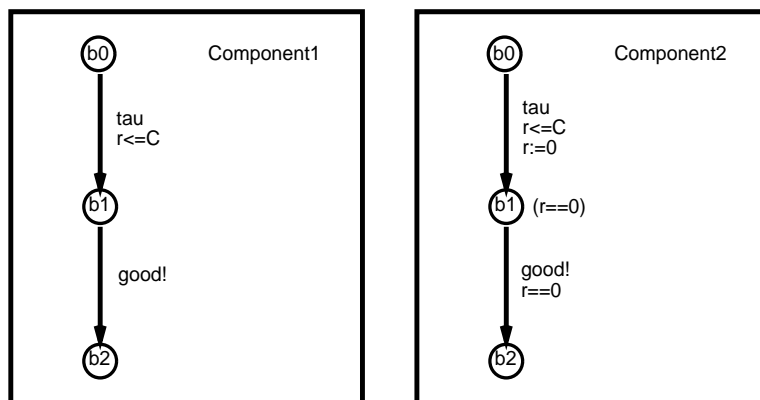 b0
Component1
tau
r<=C
b1
good!
b2
b0
Component2
tau
r<=C
r:=0
b1
(r==0)
good!
r==0
b2